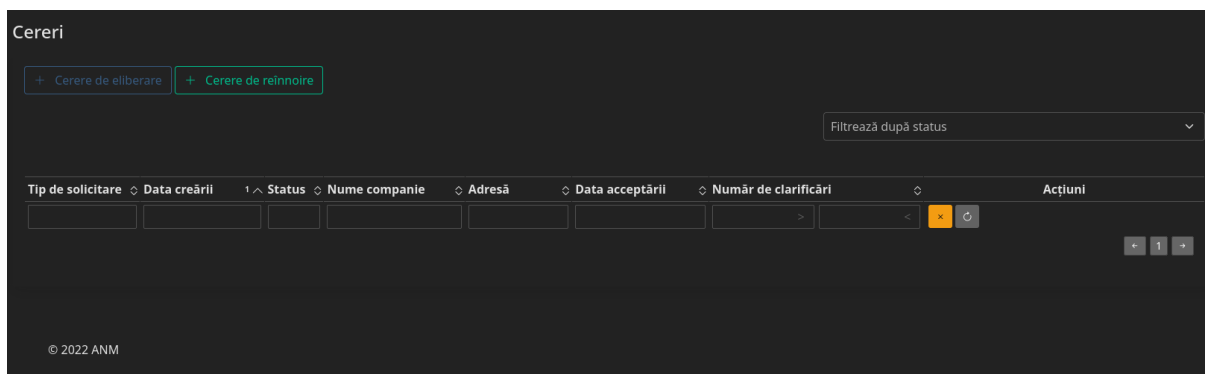 Cereri
+ Cerere de eliberare + Cerere de reînnoire
Filtrează după status
Tip de solicitare Data creării 1 Status Nume companie Adresă Data acceptării Număr de clarificări Acțiuni
> < ×
← 1 →
© 2022 ANM